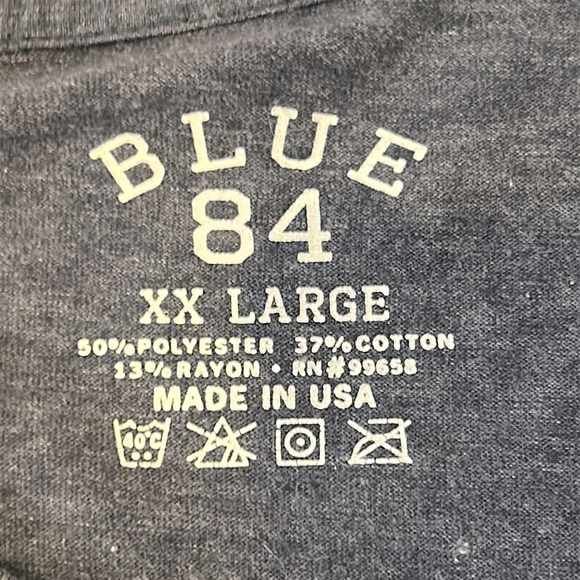 BLUE
84
XX LARGE
50% POLYESTER 37% COTTON
13% RAYON • RN#99658
MADE IN USA
40°C